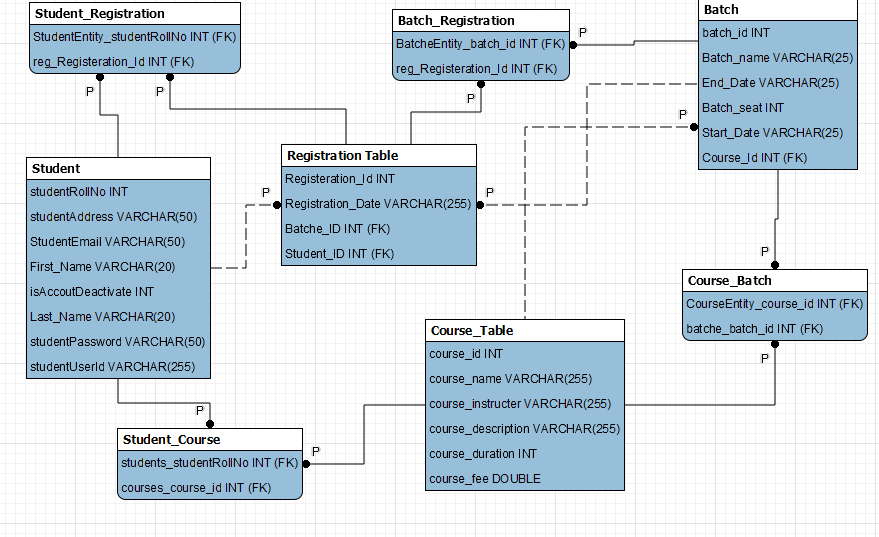 Student_Registration
StudentEntity_studentRollNo INT (FK)
reg_Registeration_Id INT (FK)
P
P
Batch_Registration
BatcheEntity_batch_id INT (FK)
reg_Registeration_Id INT (FK)
P
P
Batch
batch_id INT
Batch_name VARCHAR(25)
End_Date VARCHAR(25)
Batch_seat INT
Start_Date VARCHAR(25)
Course_Id INT (FK)
P
Student
studentRollNo INT
studentAddress VARCHAR(50)
StudentEmail VARCHAR(50)
First_Name VARCHAR(20)
isAccoutDeactivate INT
Last_Name VARCHAR(20)
studentPassword VARCHAR(50)
studentUserId VARCHAR(255)
Registration Table
Registeration_Id INT
Registration_Date VARCHAR(255)
Batche_ID INT (FK)
Student_ID INT (FK)
P
P
P
Course_Batch
CourseEntity_course_id INT (FK)
batche_batch_id INT (FK)
P
Course_Table
course_id INT
course_name VARCHAR(255)
course_instructer VARCHAR(255)
course_description VARCHAR(255)
course_duration INT
course_fee DOUBLE
P
Student_Course
students_studentRollNo INT (FK)
courses_course_id INT (FK)
P